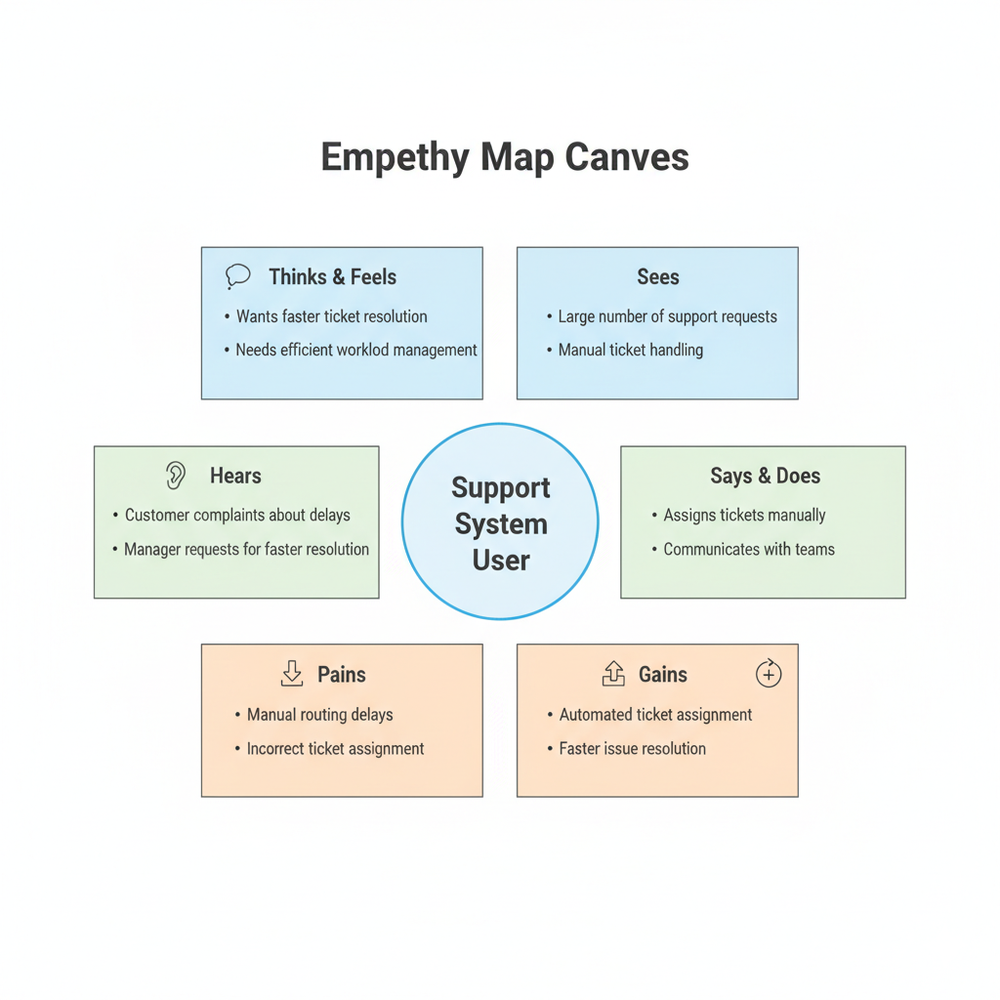 Empethy Map Canves
Thinks & Feels
• Wants faster ticket resolution
• Needs efficient worklod management
Sees
• Large number of support requests
• Manual ticket handling
Hears
• Customer complaints about delays
• Manager requests for faster resolution
Support
System
User
Says & Does
• Assigns tickets manually
• Communicates with teams
Pains
• Manual routing delays
• Incorrect ticket assignment
Gains
• Automated ticket assignment
• Faster issue resolution